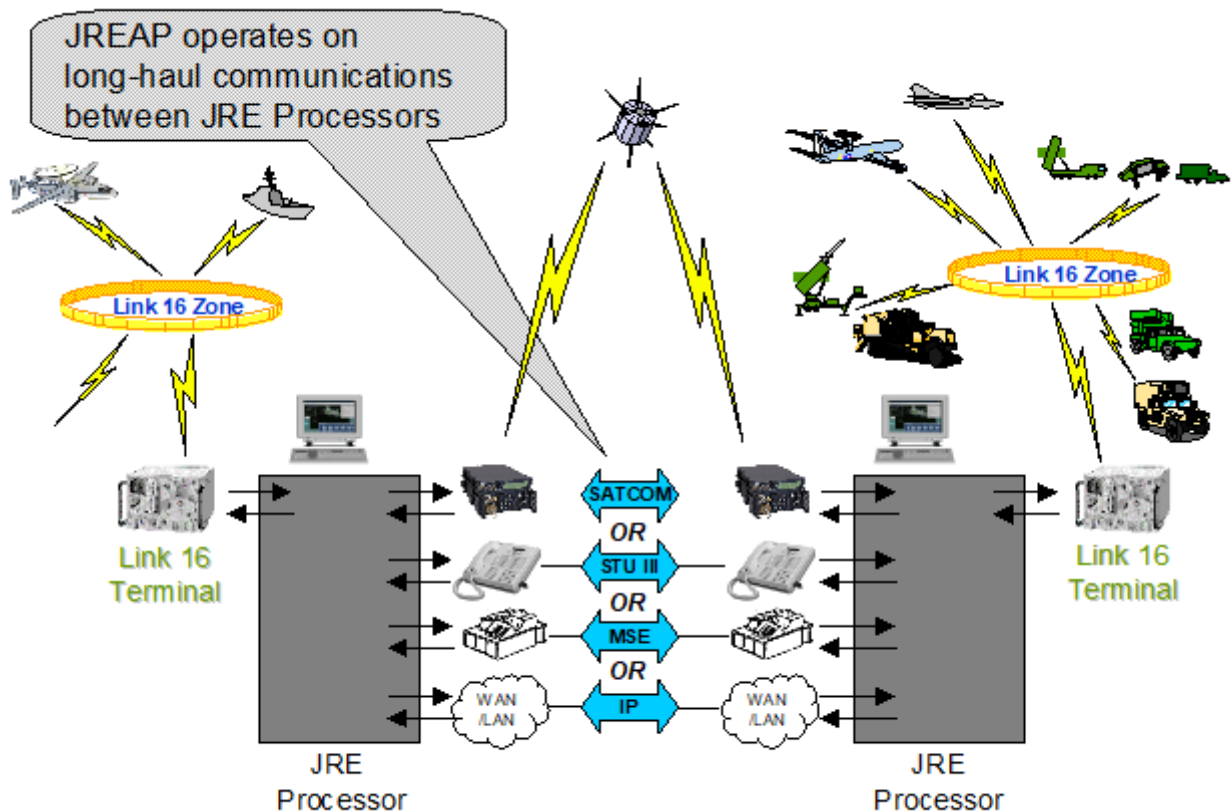 JREAP operates on
long-haul communications
between JRE Processors
Link 16 Zone
Link 16 Zone
SATCOM
OR
STU III
OR
MSE
OR
IP
Link 16
Terminal
Link 16
Terminal
WAN
/LAN
WAN
/LAN
JRE
Processor
JRE
Processor